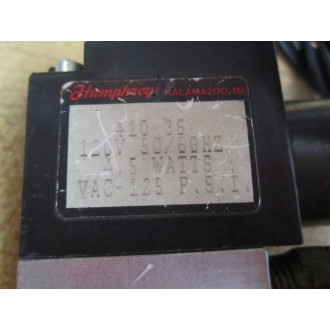 Humphrey KALAMAZOO, MI
410 36
120V 50/60HZ
4.5 WATTS
VAC-125 P.S.I.